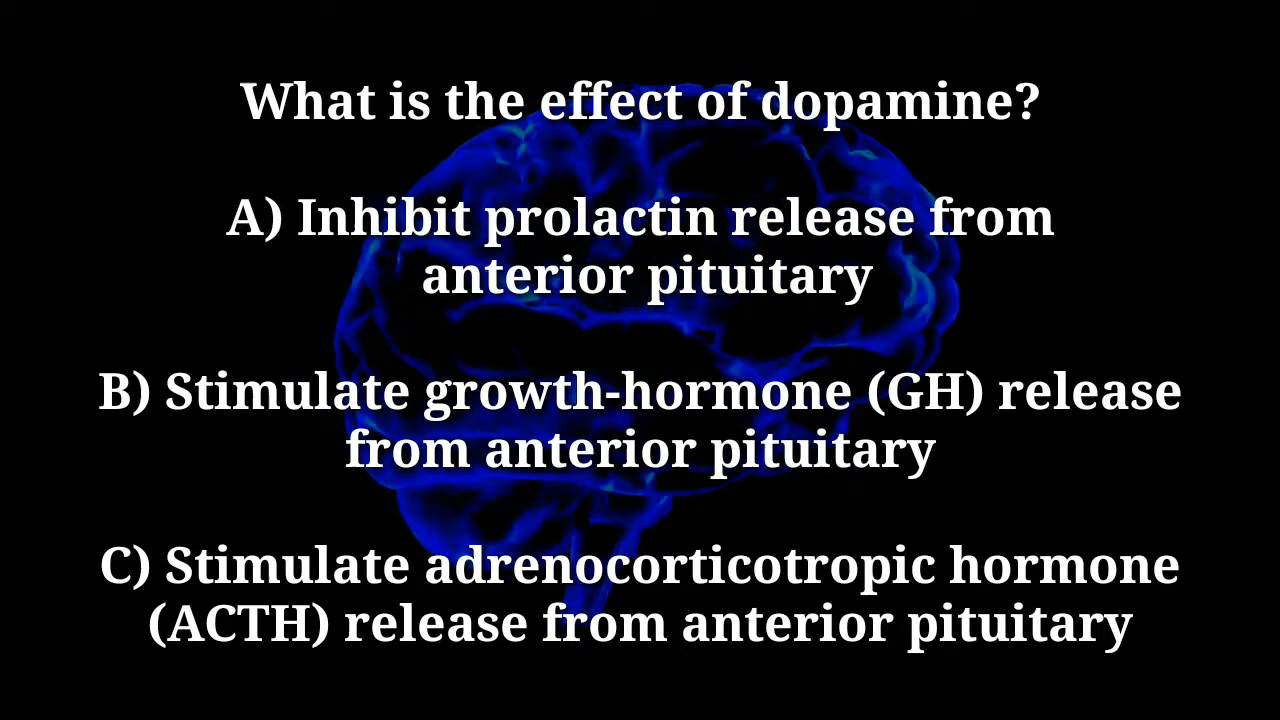 What is the effect of dopamine?
A) Inhibit prolactin release from
anterior pituitary
B) Stimulate growth-hormone (GH) release
from anterior pituitary
C) Stimulate adrenocorticotropic hormone
(ACTH) release from anterior pituitary